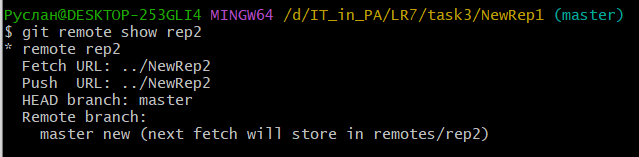 Руслан@DESKTOP-253GLI4 MINGW64 /d/IT_in_PA/LR7/task3/NewRep1 (master)
$ git remote show rep2
* remote rep2
  Fetch URL: ../NewRep2
  Push  URL: ../NewRep2
  HEAD branch: master
  Remote branch:
    master new (next fetch will store in remotes/rep2)